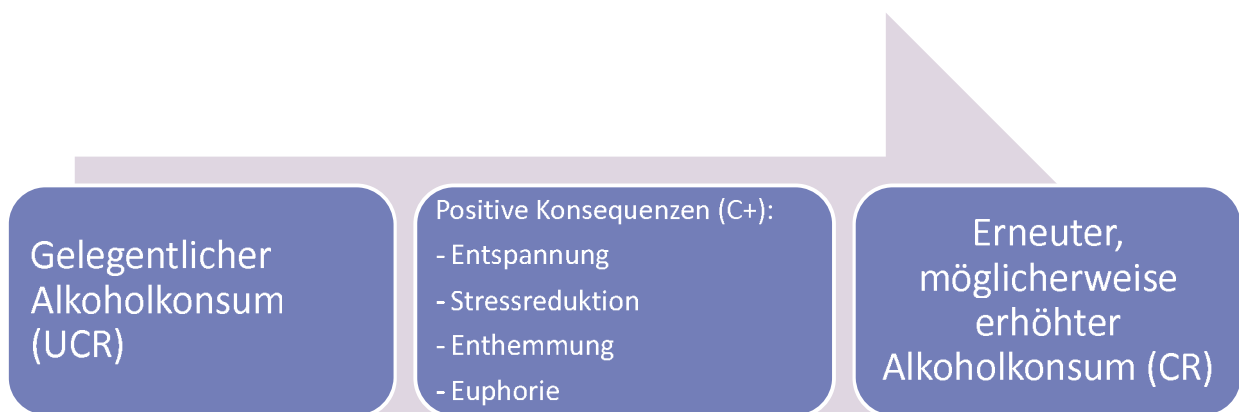 Gelegentlicher
Alkoholkonsum
(UCR)
Positive Konsequenzen (C+):
- Entspannung
- Stressreduktion
- Enthemmung
- Euphorie
Erneuter,
möglicherweise
erhöhter
Alkoholkonsum (CR)